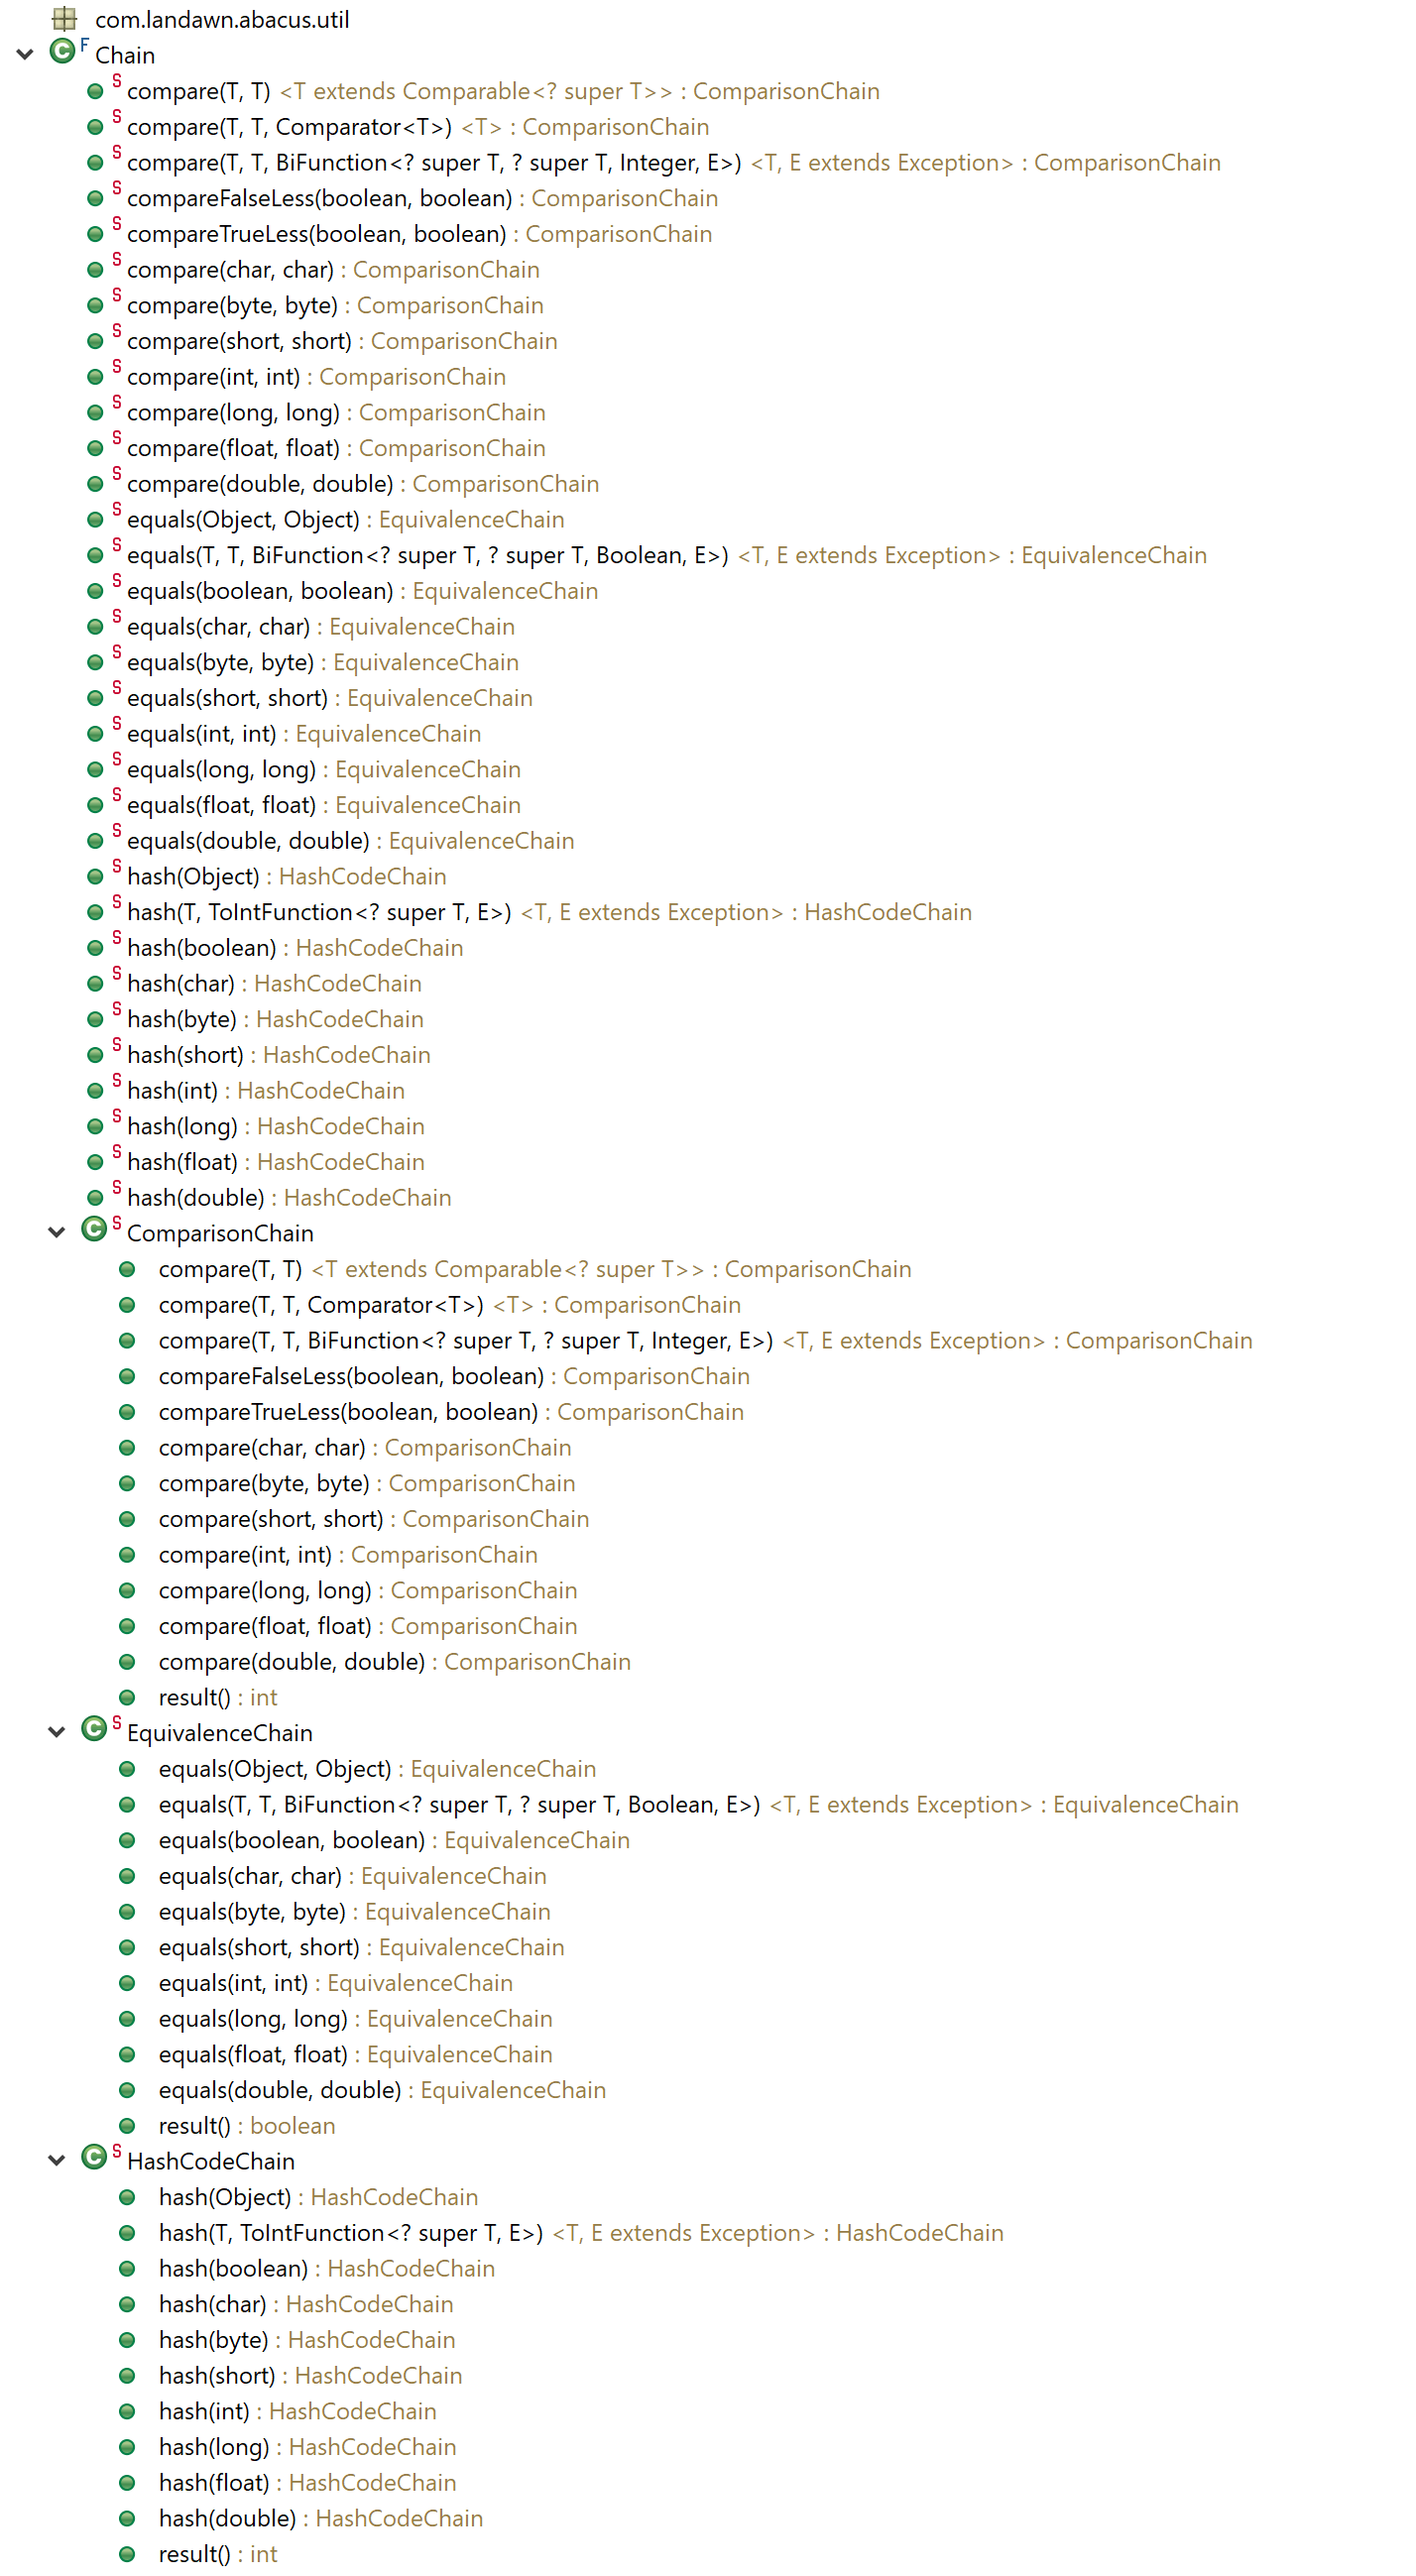 com.landawn.abacus.util
C F Chain
S compare(T, T) <T extends Comparable<? super T>> : ComparisonChain
S compare(T, T, Comparator<T>) <T> : ComparisonChain
S compare(T, T, BiFunction<? super T, ? super T, Integer, E>) <T, E extends Exception> : ComparisonChain
S compareFalseLess(boolean, boolean) : ComparisonChain
S compareTrueLess(boolean, boolean) : ComparisonChain
S compare(char, char) : ComparisonChain
S compare(byte, byte) : ComparisonChain
S compare(short, short) : ComparisonChain
S compare(int, int) : ComparisonChain
S compare(long, long) : ComparisonChain
S compare(float, float) : ComparisonChain
S compare(double, double) : ComparisonChain
S equals(Object, Object) : EquivalenceChain
S equals(T, T, BiFunction<? super T, ? super T, Boolean, E>) <T, E extends Exception> : EquivalenceChain
S equals(boolean, boolean) : EquivalenceChain
S equals(char, char) : EquivalenceChain
S equals(byte, byte) : EquivalenceChain
S equals(short, short) : EquivalenceChain
S equals(int, int) : EquivalenceChain
S equals(long, long) : EquivalenceChain
S equals(float, float) : EquivalenceChain
S equals(double, double) : EquivalenceChain
S hash(Object) : HashCodeChain
S hash(T, ToIntFunction<? super T, E>) <T, E extends Exception> : HashCodeChain
S hash(boolean) : HashCodeChain
S hash(char) : HashCodeChain
S hash(byte) : HashCodeChain
S hash(short) : HashCodeChain
S hash(int) : HashCodeChain
S hash(long) : HashCodeChain
S hash(float) : HashCodeChain
S hash(double) : HashCodeChain
C S ComparisonChain
compare(T, T) <T extends Comparable<? super T>> : ComparisonChain
compare(T, T, Comparator<T>) <T> : ComparisonChain
compare(T, T, BiFunction<? super T, ? super T, Integer, E>) <T, E extends Exception> : ComparisonChain
compareFalseLess(boolean, boolean) : ComparisonChain
compareTrueLess(boolean, boolean) : ComparisonChain
compare(char, char) : ComparisonChain
compare(byte, byte) : ComparisonChain
compare(short, short) : ComparisonChain
compare(int, int) : ComparisonChain
compare(long, long) : ComparisonChain
compare(float, float) : ComparisonChain
compare(double, double) : ComparisonChain
result() : int
C S EquivalenceChain
equals(Object, Object) : EquivalenceChain
equals(T, T, BiFunction<? super T, ? super T, Boolean, E>) <T, E extends Exception> : EquivalenceChain
equals(boolean, boolean) : EquivalenceChain
equals(char, char) : EquivalenceChain
equals(byte, byte) : EquivalenceChain
equals(short, short) : EquivalenceChain
equals(int, int) : EquivalenceChain
equals(long, long) : EquivalenceChain
equals(float, float) : EquivalenceChain
equals(double, double) : EquivalenceChain
result() : boolean
C S HashCodeChain
hash(Object) : HashCodeChain
hash(T, ToIntFunction<? super T, E>) <T, E extends Exception> : HashCodeChain
hash(boolean) : HashCodeChain
hash(char) : HashCodeChain
hash(byte) : HashCodeChain
hash(short) : HashCodeChain
hash(int) : HashCodeChain
hash(long) : HashCodeChain
hash(float) : HashCodeChain
hash(double) : HashCodeChain
result() : int